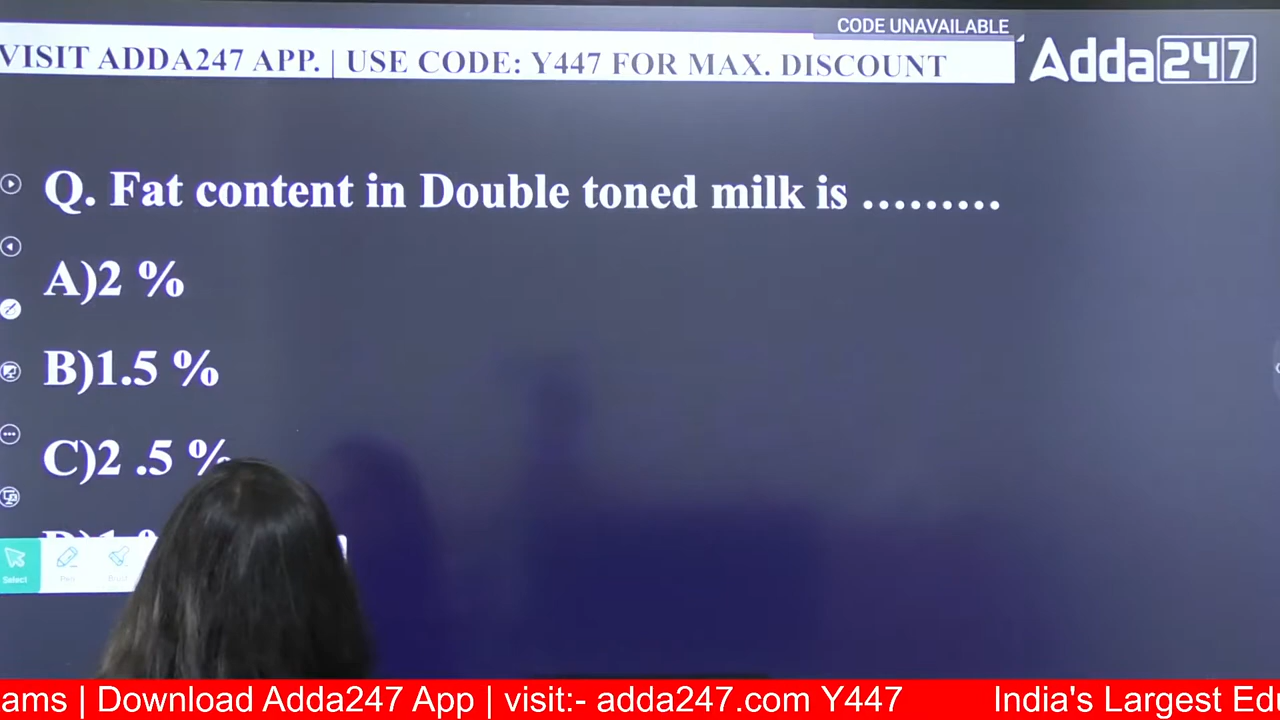 CODE UNAVAILABLE
VISIT ADDA247 APP. | USE CODE: Y447 FOR MAX. DISCOUNT
Adda247
Q. Fat content in Double toned milk is .........
A)2 %
B)1.5 %
C)2 .5 %
Select
Pen
ams | Download Adda247 App | visit:- adda247.com Y447 India's Largest Edu